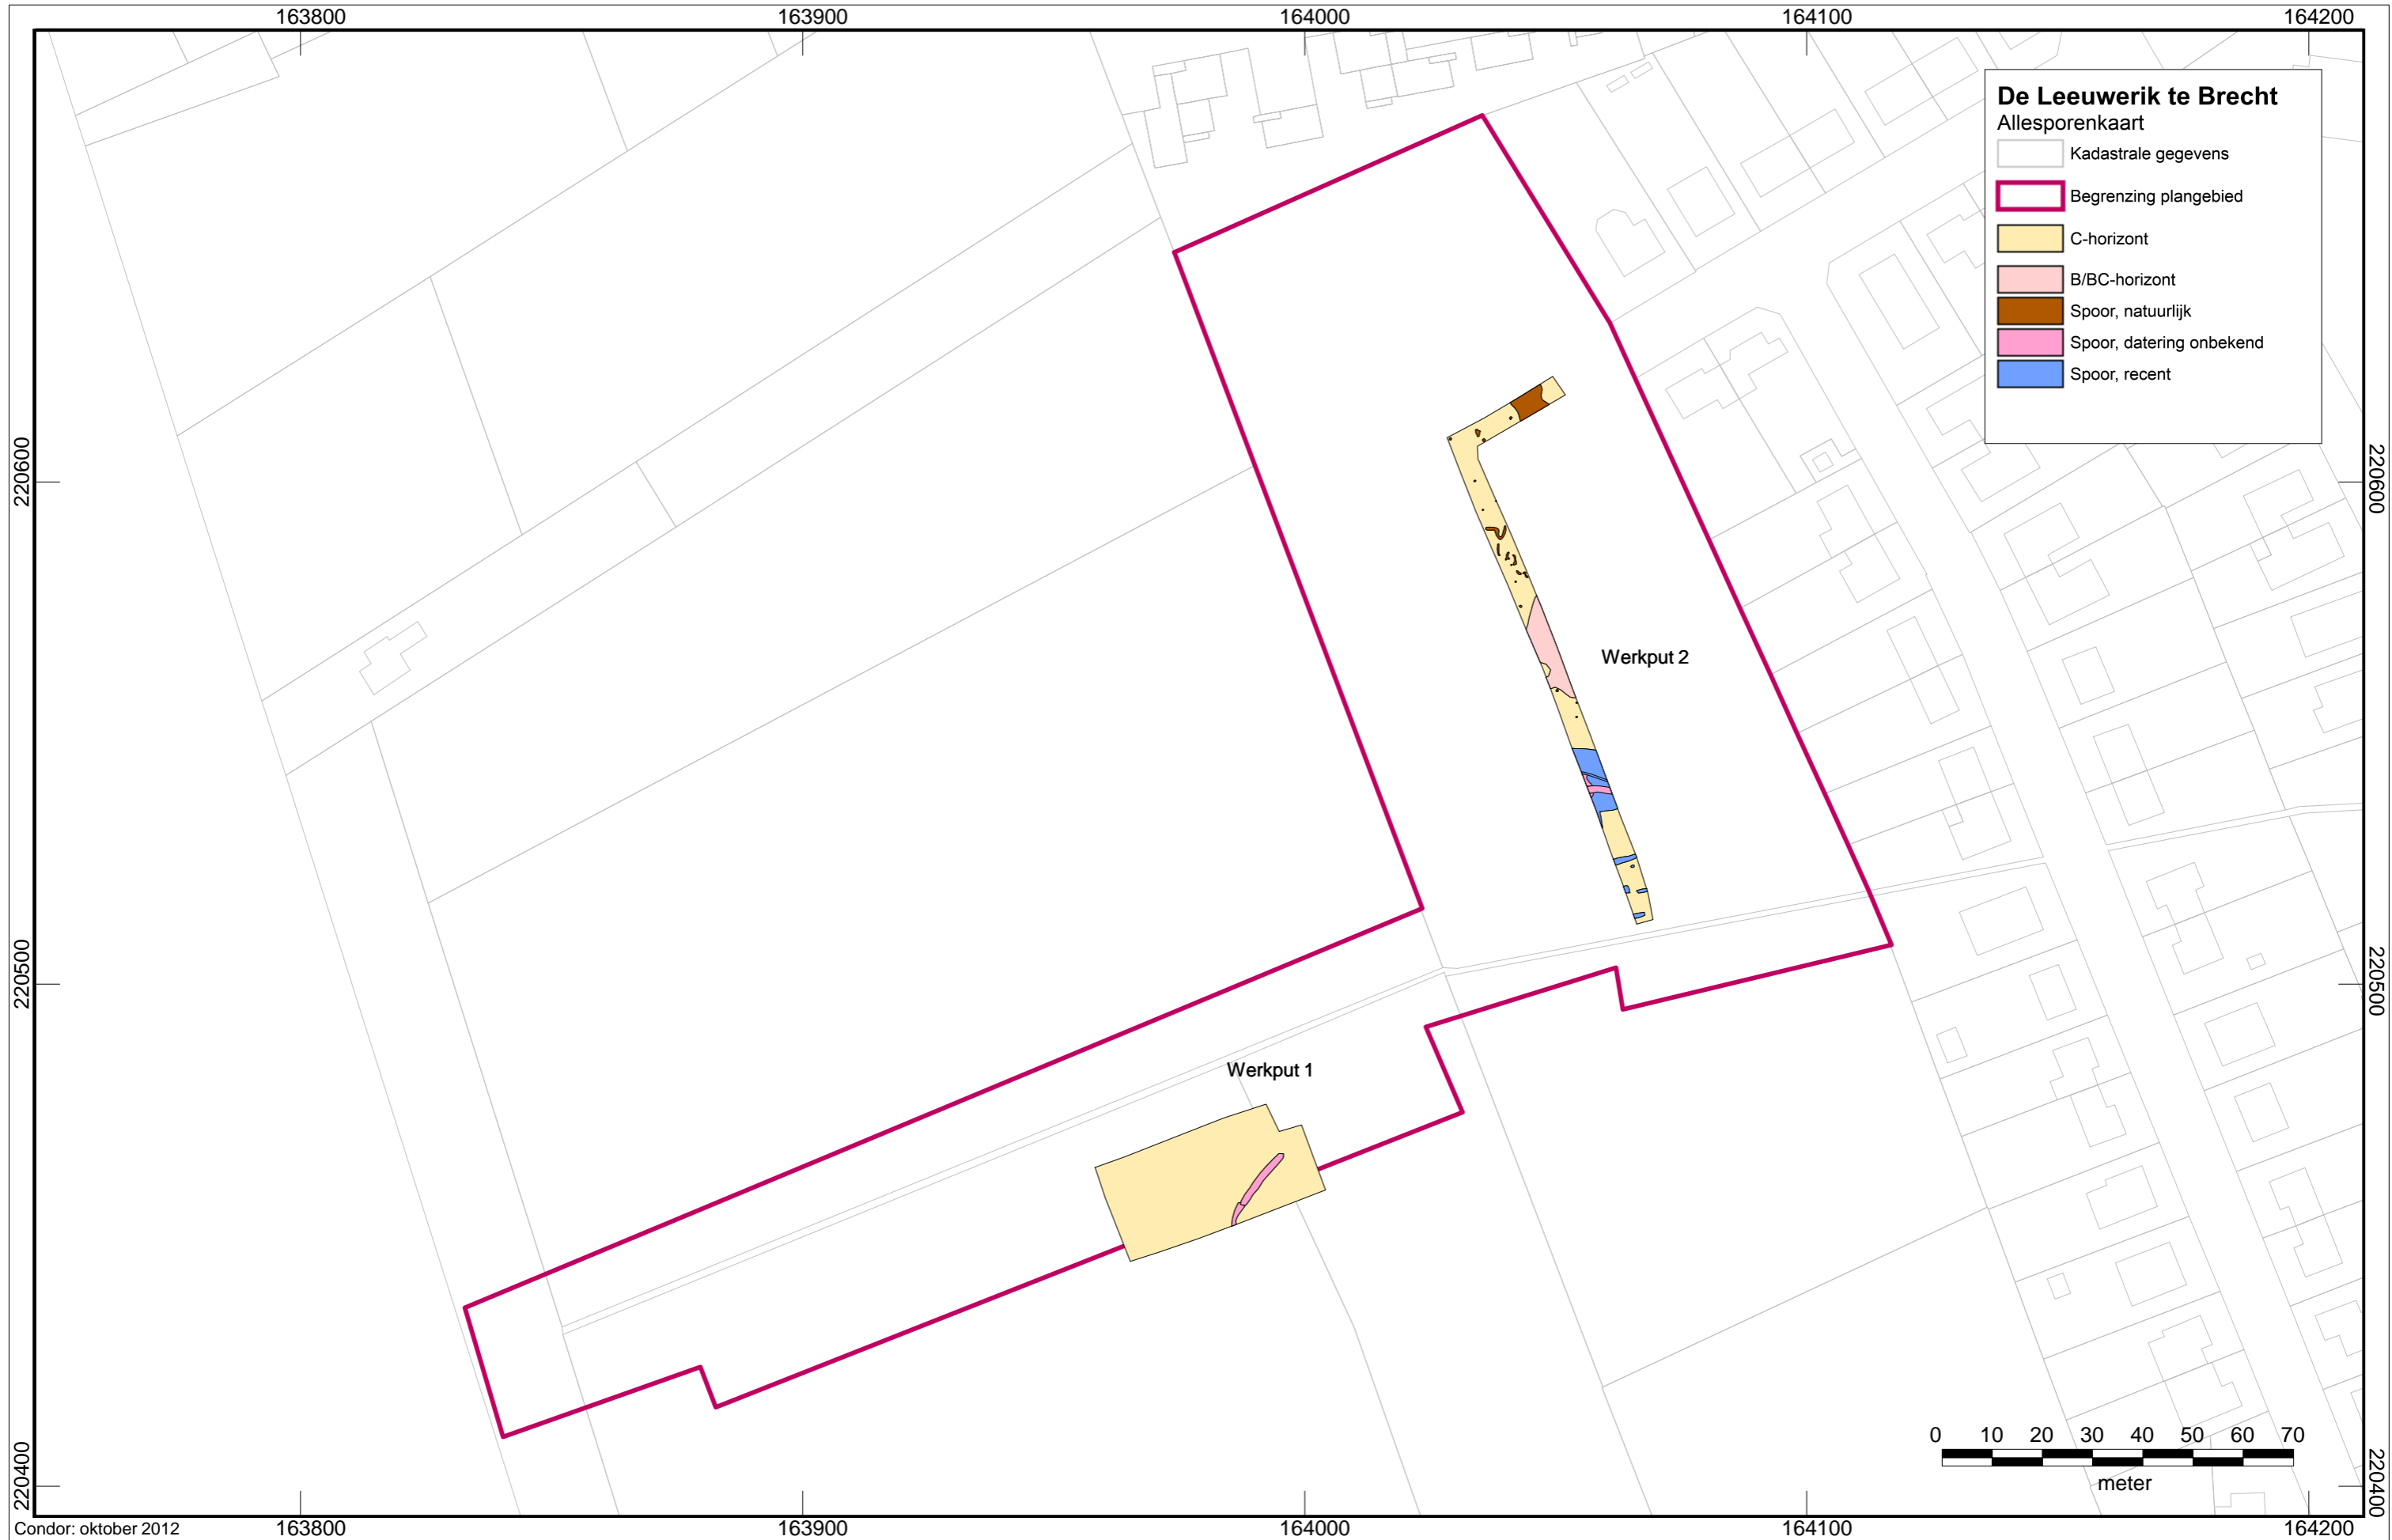 163800 163900 164000 164100 164200
De Leeuwerik te Brecht
Allesporenkaart
Kadastrale gegevens
Begrenzing plangebied
C-horizont
B/BC-horizont
Spoor, natuurlijk
Spoor, datering onbekend
Spoor, recent
220600 220600
Werkput 2
220500 220500
Werkput 1
0 10 20 30 40 50 60 70
meter
220400 220400
Condor: oktober 2012
163800 163900 164000 164100 164200